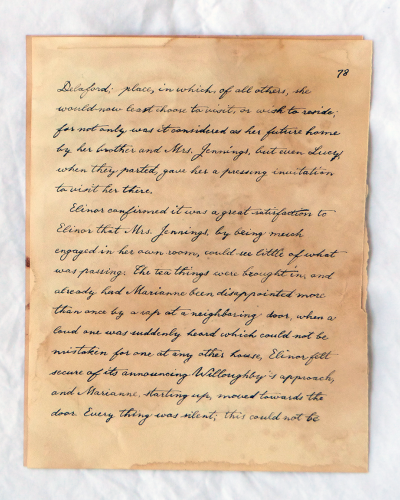 78
Delaford; place, in which, of all others, she
would now least choose to visit, or wish to reside;
for not only was it considered as her future home
by her brother and Mrs. Jennings, but even Lucy,
when they parted, gave her a pressing invitation
to visit her there.
Elinor confirmed it was a great satisfaction to
Elinor that Mrs. Jennings, by being much
engaged in her own room, could see little of what
was passing. The tea things were brought in, and
already had Marianne been disappointed more
than once by a rap at a neighboring door, when a
loud one was suddenly heard which could not be
mistaken for one at any other house, Elinor felt
secure of its announcing Willoughby's approach,
and Marianne, starting up, moved towards the
door. Every thing was silent; this could not be